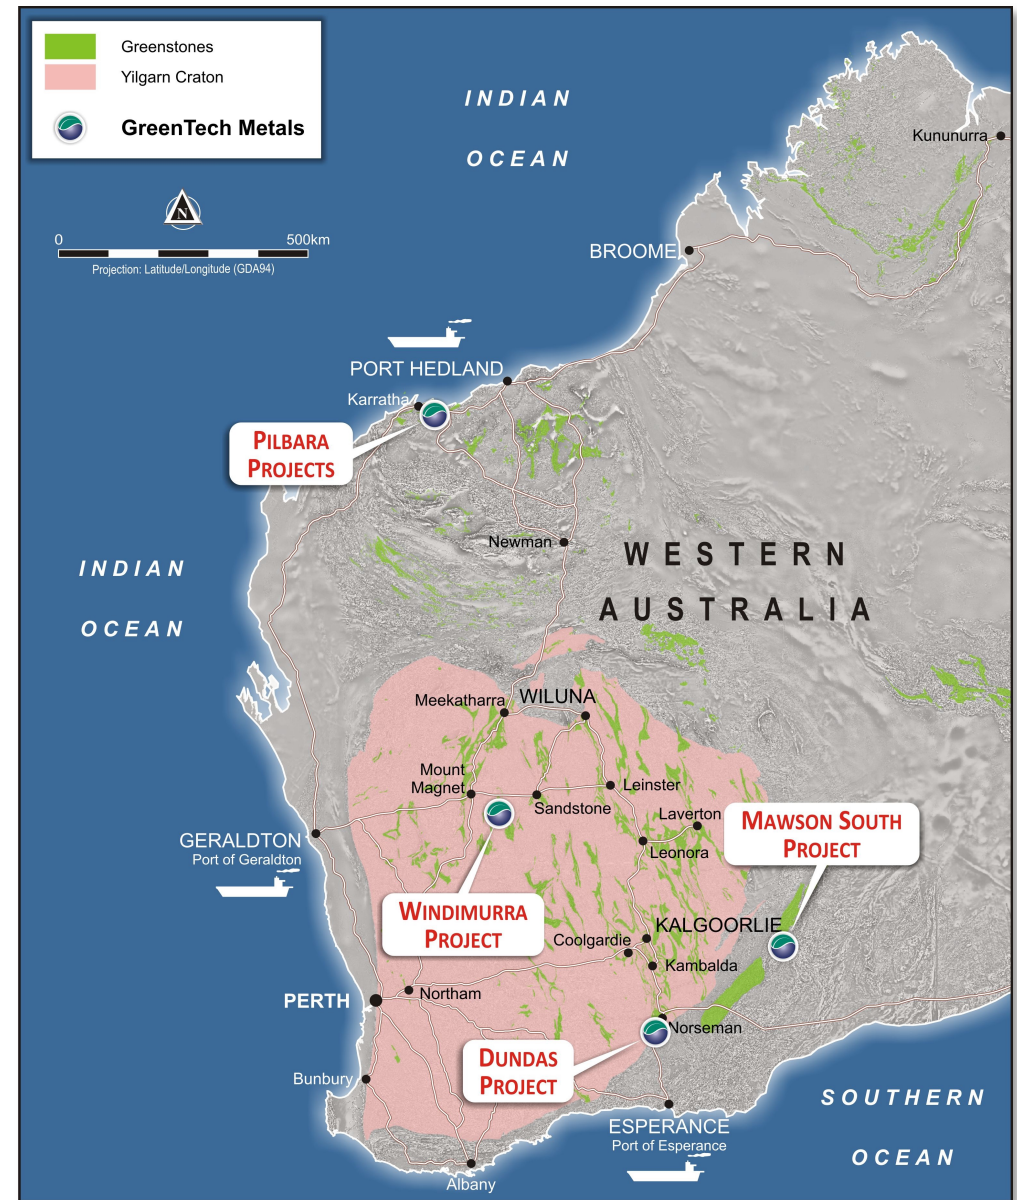 Greenstones
Yilgarn Craton
GreenTech Metals
INDIAN
OCEAN
Kununurra
N
0 500km
Projection: Latitude/Longitude (GDA94)
BROOME
PORT HEDLAND
Karratha
PILBARA
PROJECTS
Newman
WESTERN
AUSTRALIA
INDIAN
OCEAN
Meekatharra
WILUNA
Mount
Magnet
Sandstone
Leinster
Laverton
Leonora
MAWSON SOUTH
PROJECT
GERALDTON
Port of Geraldton
WINDIMURRA
PROJECT
KALGOORLIE
Coolgardie
Kambalda
PERTH
Northam
Norseman
DUNDAS
PROJECT
Bunbury
ESPERANCE
Port of Esperance
Albany
SOUTHERN
OCEAN